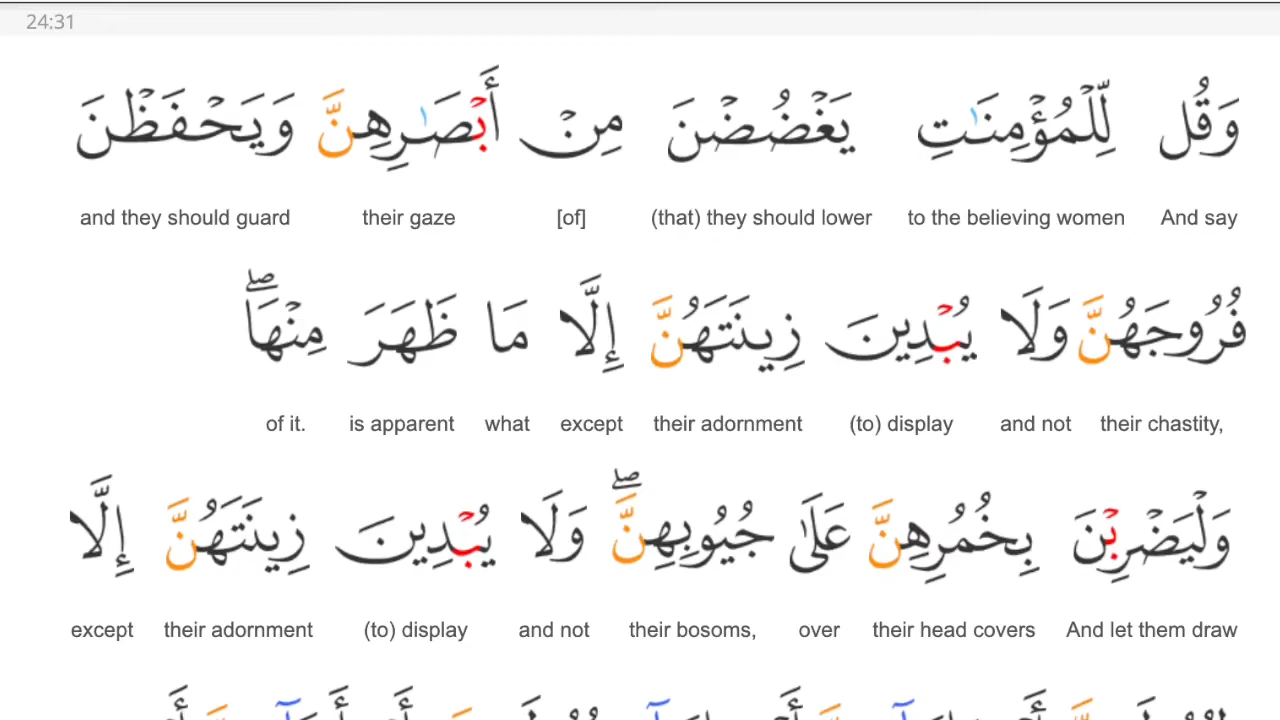 24:31
وَقُل لِّلْمُؤْمِنَـٰتِ يَغْضُضْنَ مِنْ أَبْصَـٰرِهِنَّ وَيَحْفَظْنَ
and they should guard their gaze [of] (that) they should lower to the believing women And say
فُرُوجَهُنَّ وَلَا يُبْدِينَ زِينَتَهُنَّ إِلَّا مَا ظَهَرَ مِنْهَا ۖ
of it. is apparent what except their adornment (to) display and not their chastity,
وَلْيَضْرِبْنَ بِخُمُرِهِنَّ عَلَىٰ جُيُوبِهِنَّ ۖ وَلَا يُبْدِينَ زِينَتَهُنَّ إِلَّا
except their adornment (to) display and not their bosoms, over their head covers And let them draw